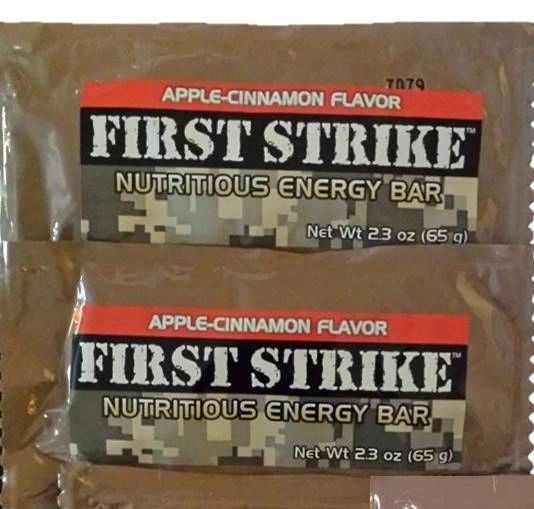 7079
APPLE-CINNAMON FLAVOR
FIRST STRIKE™
NUTRITIOUS ENERGY BAR
Net Wt 2.3 oz (65 g)
APPLE-CINNAMON FLAVOR
FIRST STRIKE™
NUTRITIOUS ENERGY BAR
Net Wt 2.3 oz (65 g)